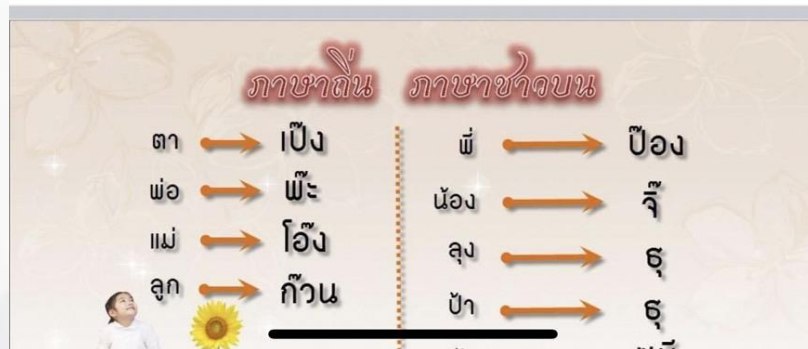 ภาษาถิ่น ภาษาชาวบน
ตา เป๊ง
พ่อ พ๊ะ
แม่ โอ๊ง
ลูก ก๊วน
พี่ ป๊อง
น้อง จิ๊
ลุง ธุ
ป้า ธุ